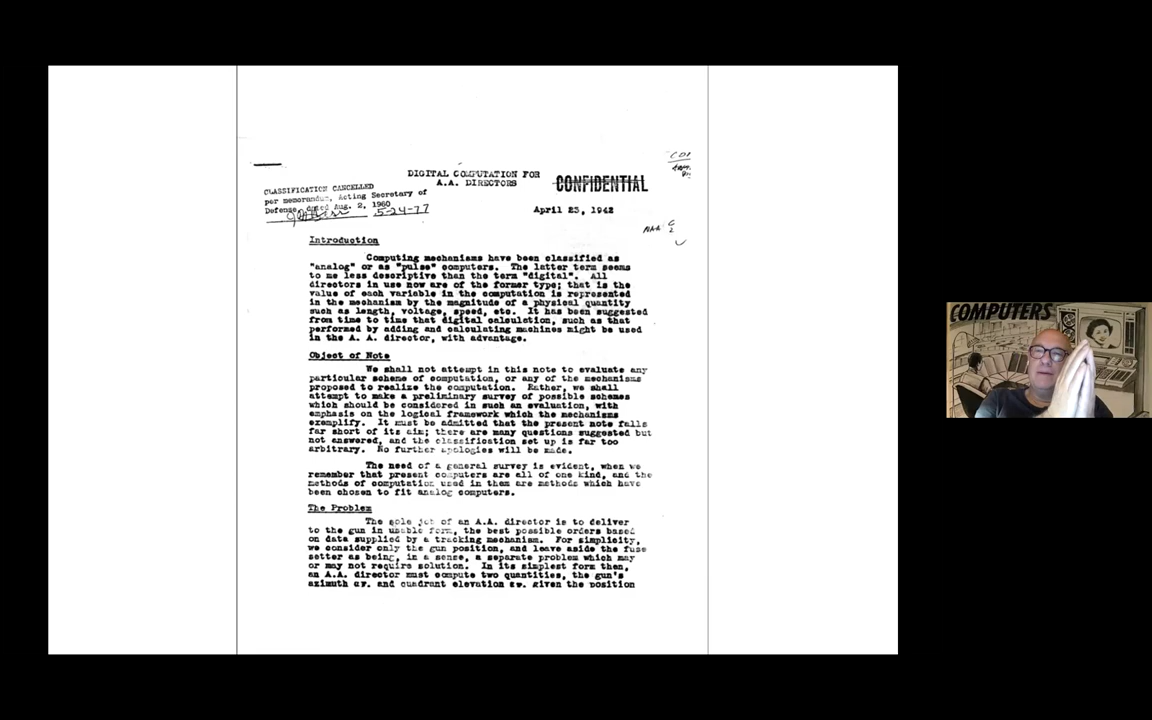 DIGITAL COMPUTATION FOR
A.A. DIRECTORS
CONFIDENTIAL
CLASSIFICATION CANCELLED
per memorandum, Acting Secretary of
Defense, dated Aug. 2, 1960
5-24-77
April 23, 1942
Introduction
Computing mechanisms have been classified as
"analog" or as "pulse" computers. The latter term seems
to me less descriptive than the term "digital". All
directors in use now are of the former type; that is the
value of each variable in the computation is represented
in the mechanism by the magnitude of a physical quantity
such as length, voltage, speed, etc. It has been suggested
from time to time that digital calculation, such as that
performed by adding and calculating machines might be used
in the A. A. director, with advantage.
Object of Note
We shall not attempt in this note to evaluate any
particular scheme of computation, or any of the mechanisms
proposed to realize the computation. Rather, we shall
attempt to make a preliminary survey of possible schemes
which should be considered in such an evaluation, with
emphasis on the logical framework which the mechanisms
exemplify. It must be admitted that the present note falls
far short of its aim; there are many questions suggested but
not answered, and the classification set up is far too
arbitrary. No further apologies will be made.
The need of a general survey is evident, when we
remember that present computers are all of one kind, and the
methods of computation used in them are methods which have
been chosen to fit analog computers.
The Problem
The sole job of an A.A. director is to deliver
to the gun in usable form, the best possible orders based
on data supplied by a tracking mechanism. For simplicity,
we consider only the gun position, and leave aside the fuse
setter as being, in a sense, a separate problem which may
or may not require solution. In its simplest form then,
an A.A. director must compute two quantities, the gun's
azimuth and quadrant elevation given the position
COMPUTERS